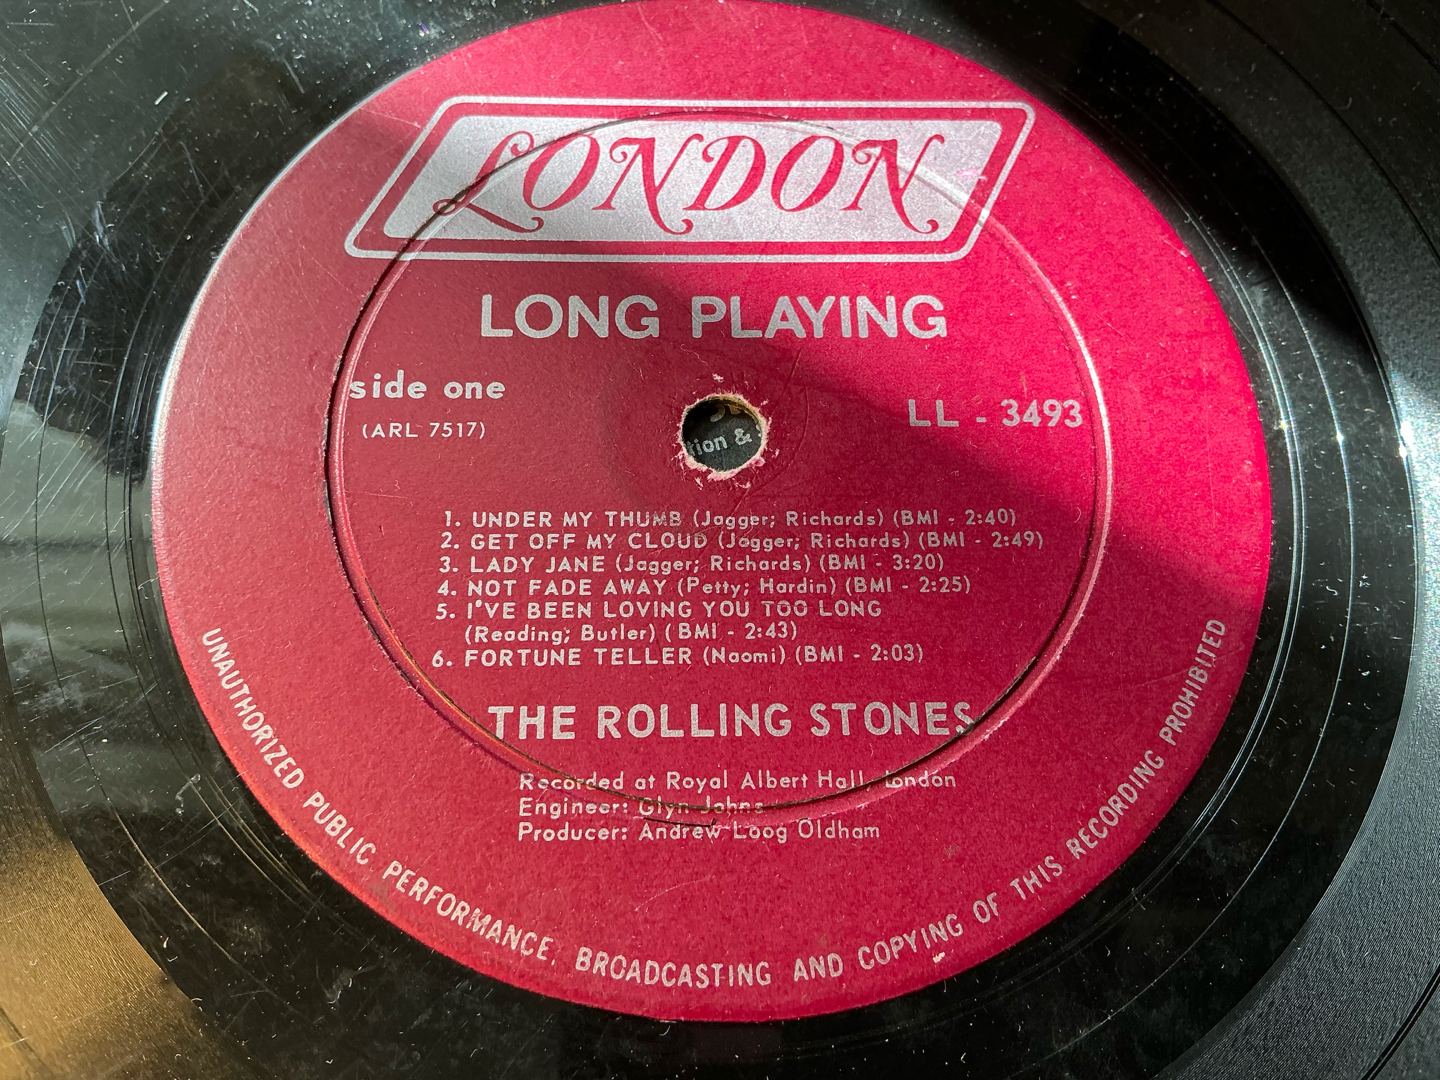 LONDON
LONG PLAYING
side one
(ARL 7517)
LL - 3493
tion &
1. UNDER MY THUMB (Jagger; Richards) (BMI - 2:40)
2. GET OFF MY CLOUD (Jagger; Richards) (BMI - 2:49)
3. LADY JANE (Jagger; Richards) (BMI - 3:20)
4. NOT FADE AWAY (Petty; Hardin) (BMI - 2:25)
5. I'VE BEEN LOVING YOU TOO LONG
(Reading; Butler) (BMI - 2:43)
6. FORTUNE TELLER (Naomi) (BMI - 2:03)
THE ROLLING STONES
Recorded at Royal Albert Hall, London
Engineer: Glyn Johns
Producer: Andrew Loog Oldham
UNAUTHORIZED PUBLIC PERFORMANCE, BROADCASTING AND COPYING OF THIS RECORDING PROHIBITED